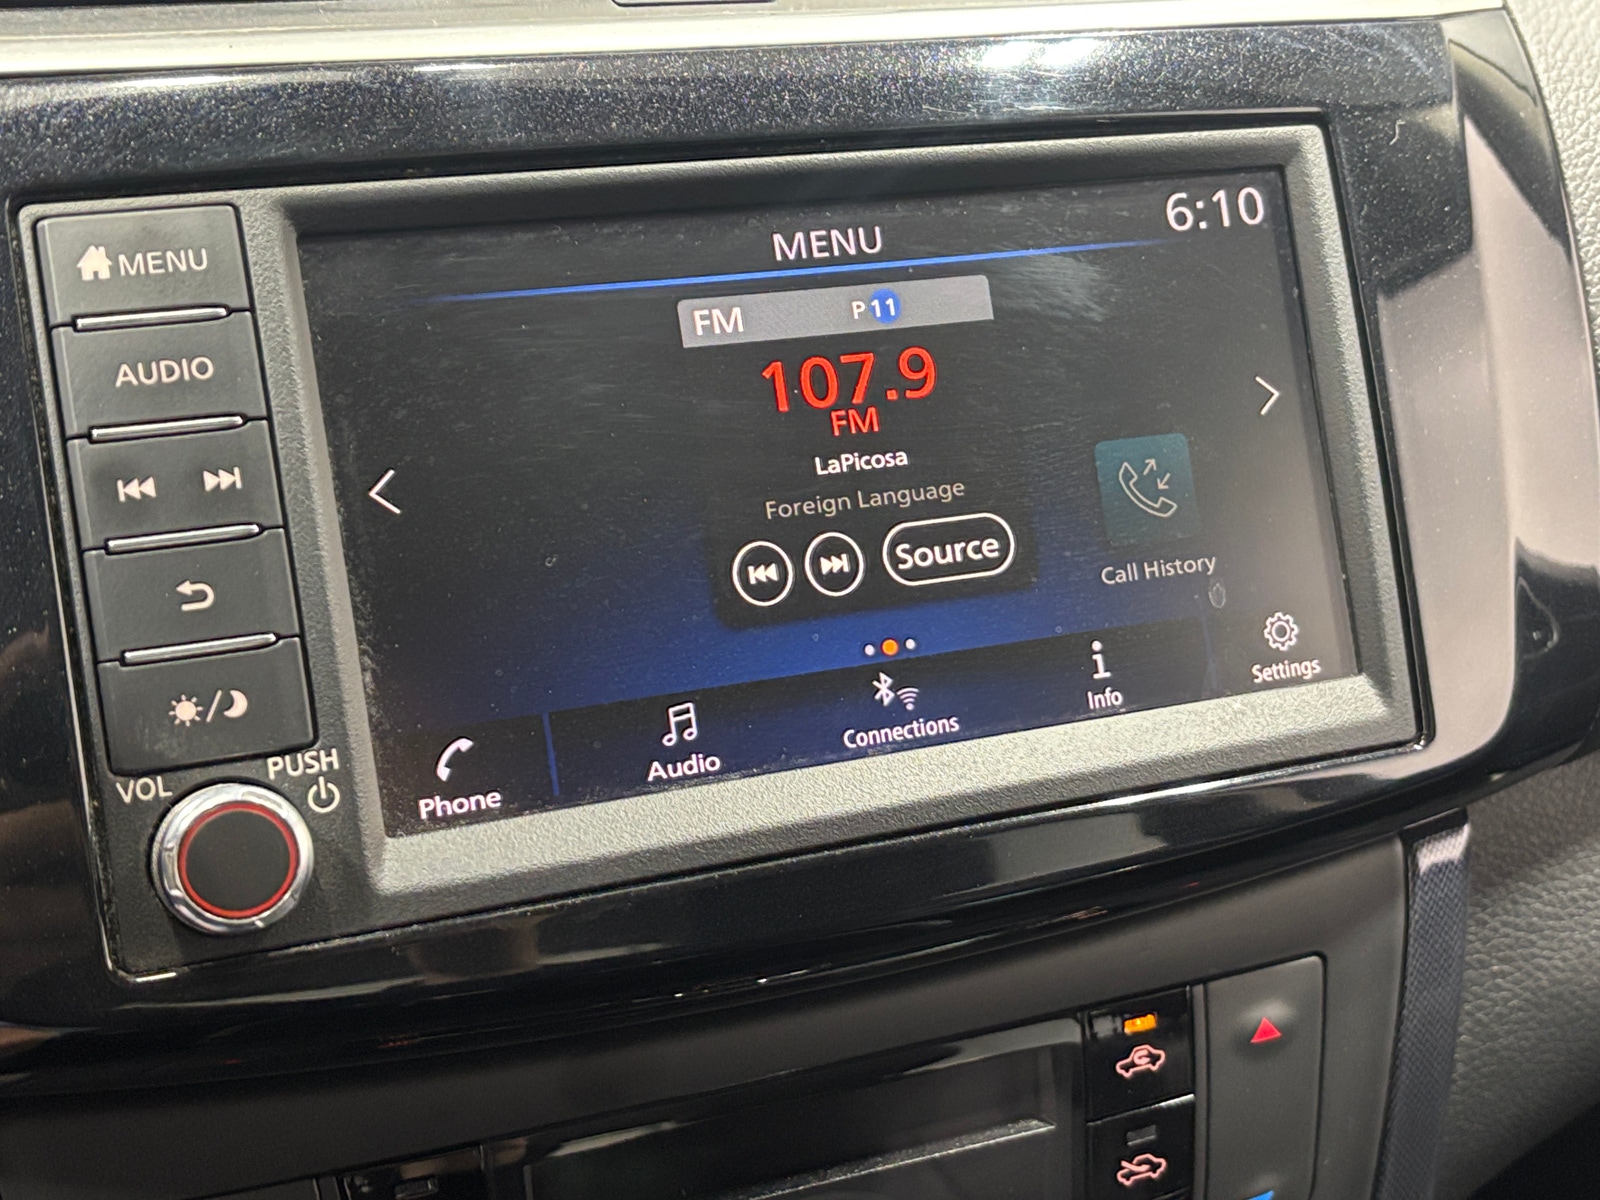 MENU
AUDIO
VOL
PUSH
MENU
6:10
FM P11
107.9
FM
LaPicosa
Foreign Language
Source
Call History
Phone
Audio
Connections
Info
Settings